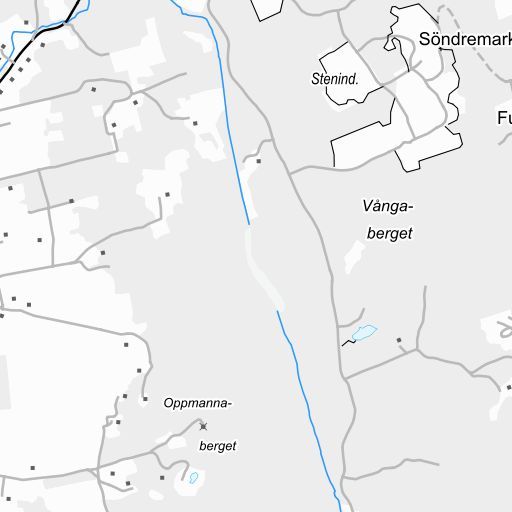 Söndremark
Stenind.
Fu
Vånga-
berget
Oppmanna-
berget